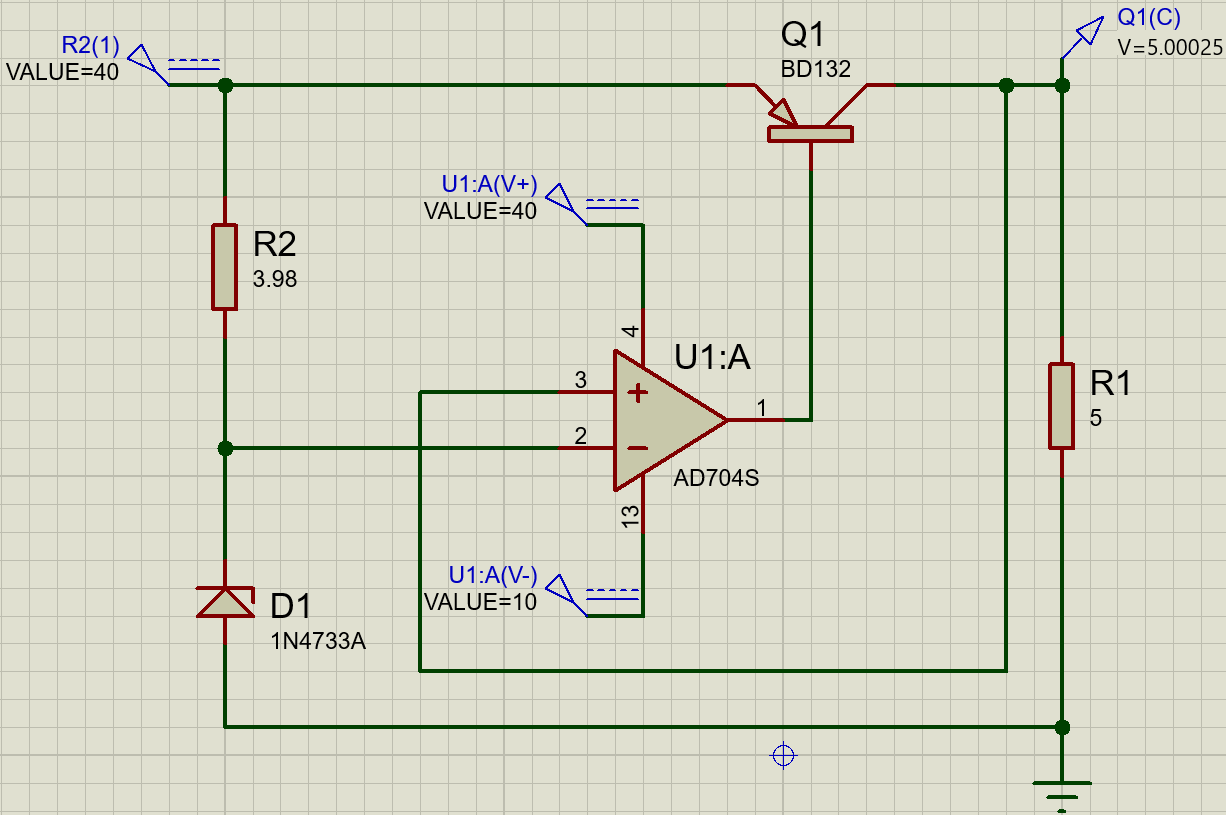 R2(1)
VALUE=40
Q1
BD132
Q1(C)
V=5.00025
U1:A(V+)
VALUE=40
R2
3.98
4
U1:A
3
+
1
R1
5
2
−
AD704S
13
U1:A(V-)
VALUE=10
D1
1N4733A